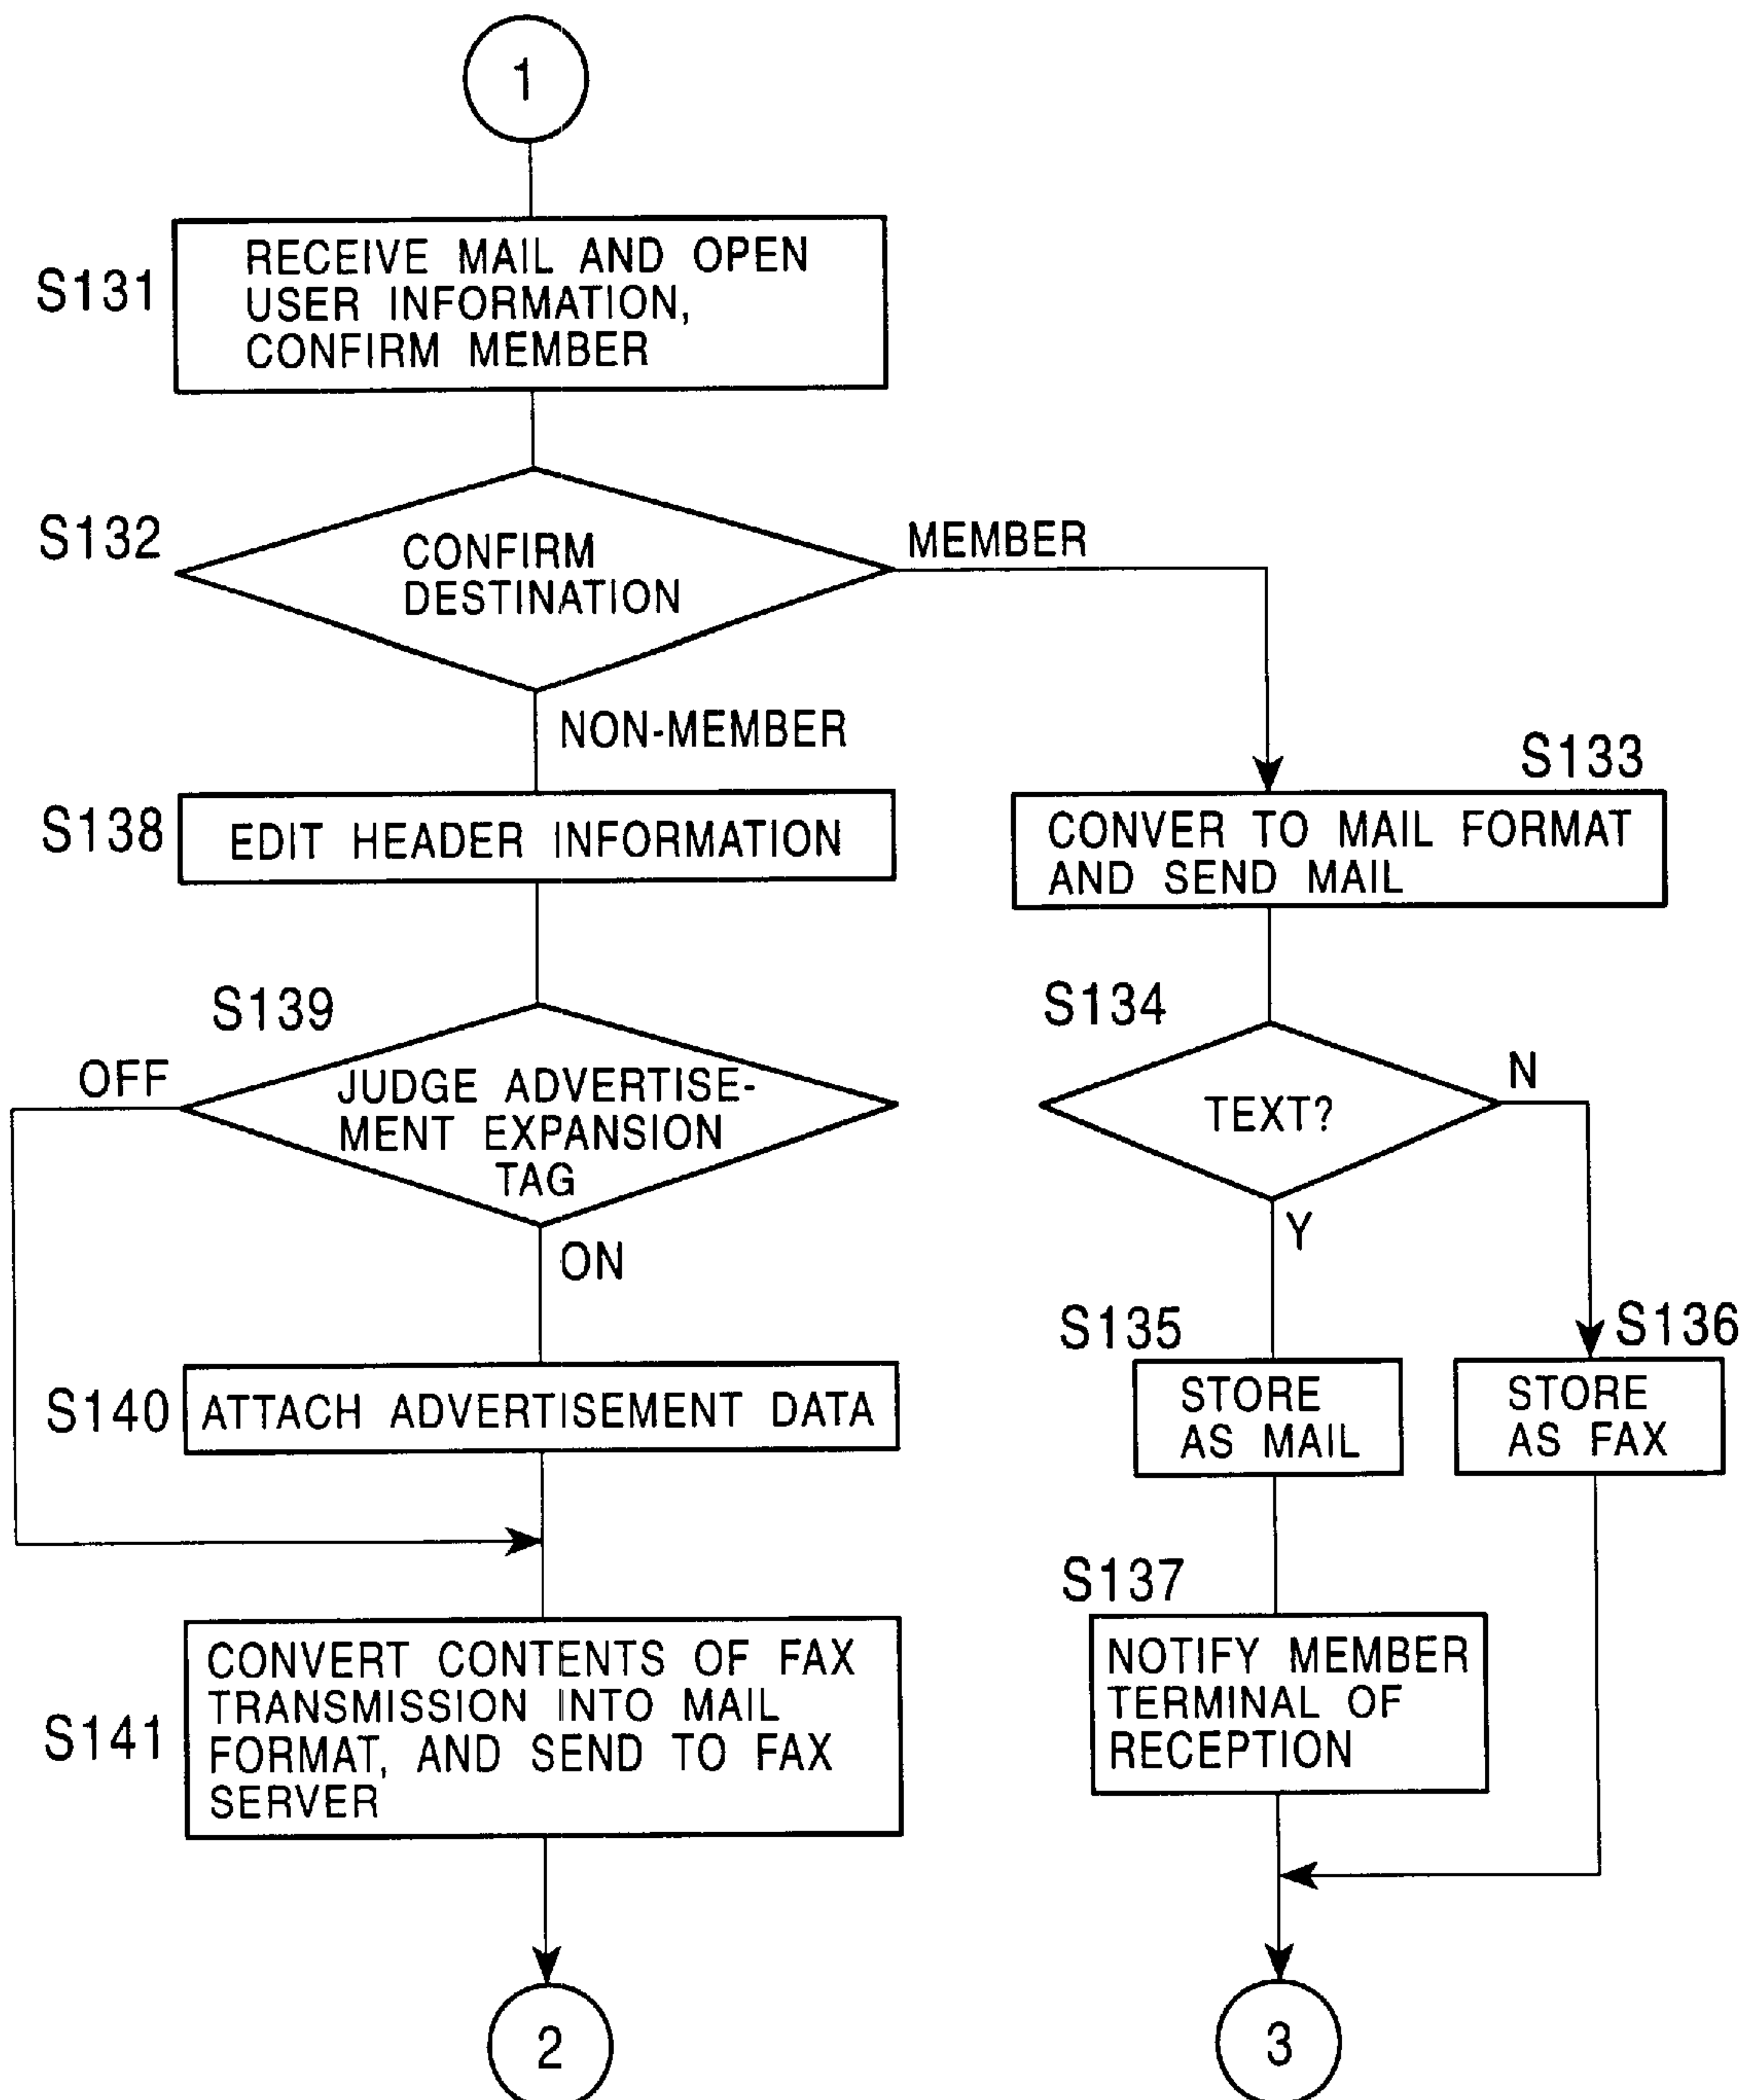 1
S131
RECEIVE MAIL AND OPEN
USER INFORMATION,
CONFIRM MEMBER
S132
CONFIRM
DESTINATION
MEMBER
NON-MEMBER
S138
EDIT HEADER INFORMATION
S133
CONVER TO MAIL FORMAT
AND SEND MAIL
S139
OFF
JUDGE ADVERTISE-
MENT EXPANSION
TAG
ON
S134
TEXT?
N
Y
S140
ATTACH ADVERTISEMENT DATA
S135
STORE
AS MAIL
S136
STORE
AS FAX
S141
CONVERT CONTENTS OF FAX
TRANSMISSION INTO MAIL
FORMAT, AND SEND TO FAX
SERVER
S137
NOTIFY MEMBER
TERMINAL OF
RECEPTION
2
3